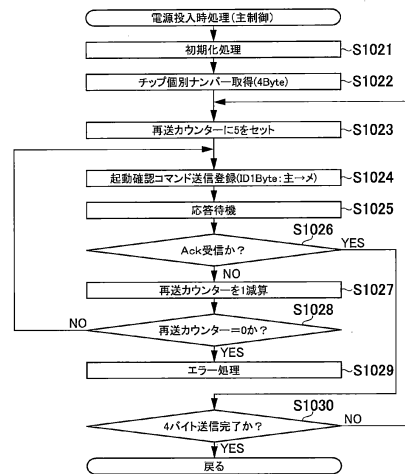 電源投入時処理(主制御)
初期化処理 S1021
チップ個別ナンバー取得(4Byte) S1022
再送カウンターに5をセット S1023
起動確認コマンド送信登録(ID1Byte:主→メ) S1024
応答待機 S1025
S1026
Ack受信か? YES
NO
再送カウンターを1減算 S1027
S1028
NO 再送カウンター=0か?
YES
エラー処理 S1029
S1030
4バイト送信完了か? NO
YES
戻る